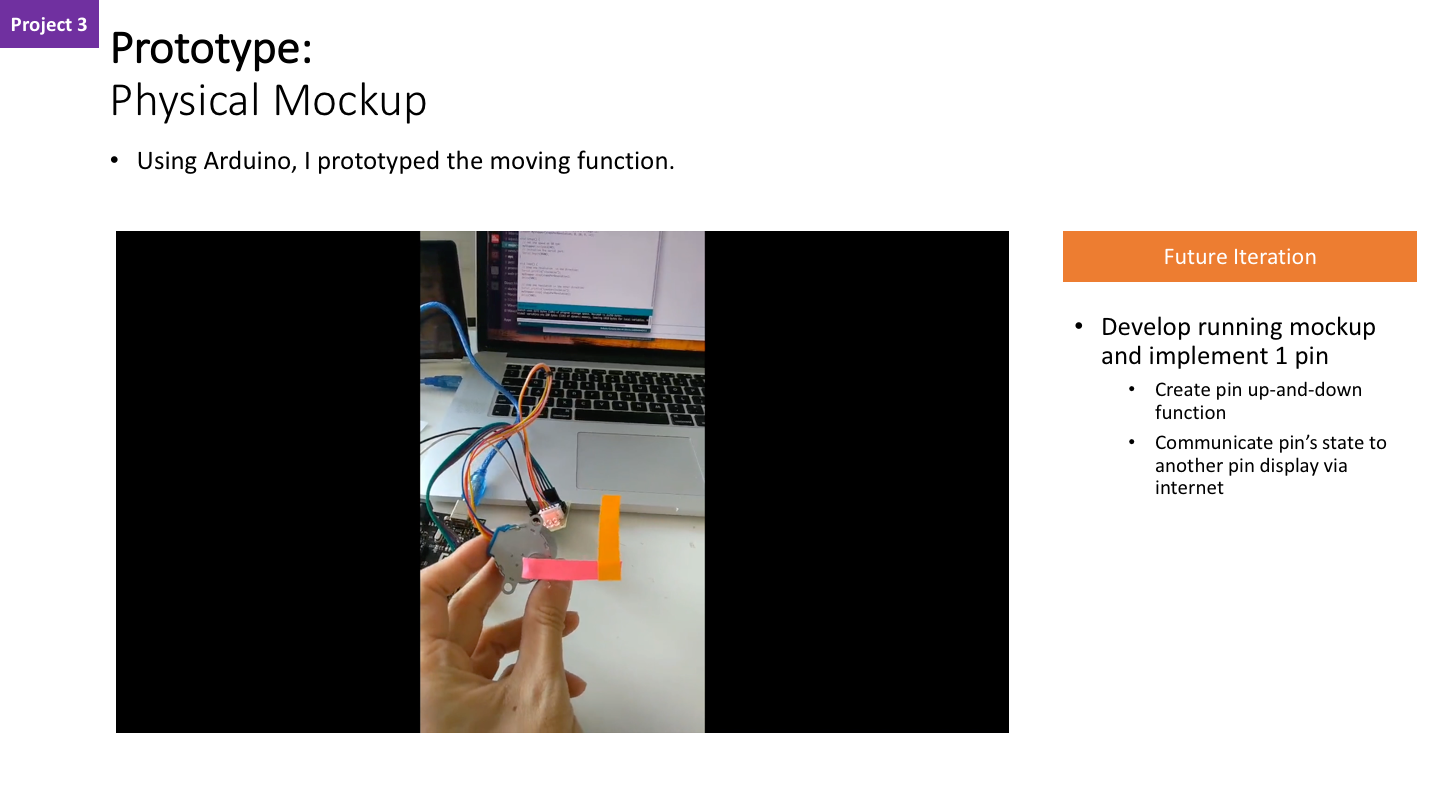 Project 3
Prototype:
Physical Mockup
• Using Arduino, I prototyped the moving function.
Future Iteration
• Develop running mockup
and implement 1 pin
• Create pin up-and-down
function
• Communicate pin’s state to
another pin display via
internet